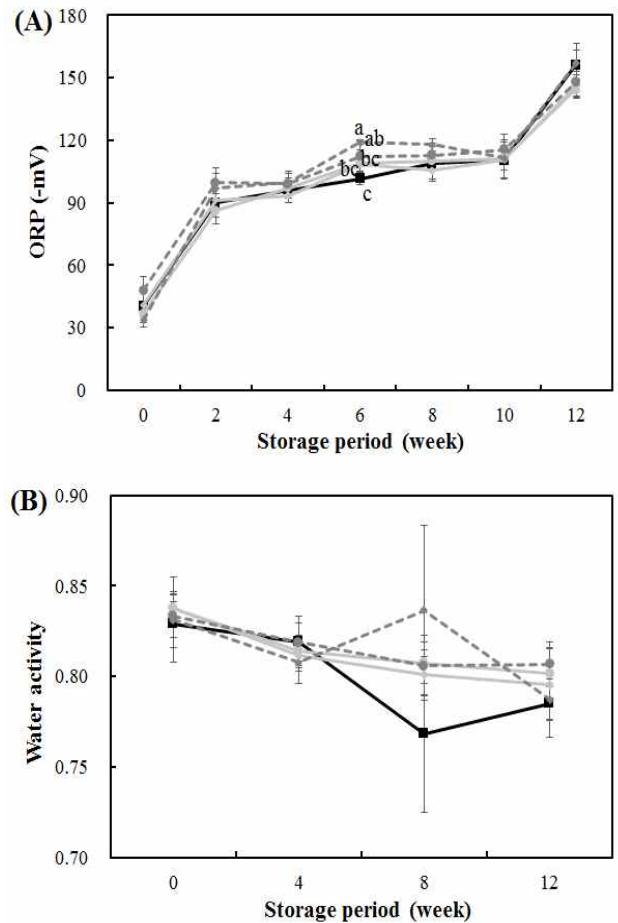 (A)
180
150
120
90
60
30
0
ORP (-mV)
a
ab
bc
bc
c
0 2 4 6 8 10 12
Storage period (week)
(B)
0.90
0.85
0.80
0.75
0.70
Water activity
0 4 8 12
Storage period (week)